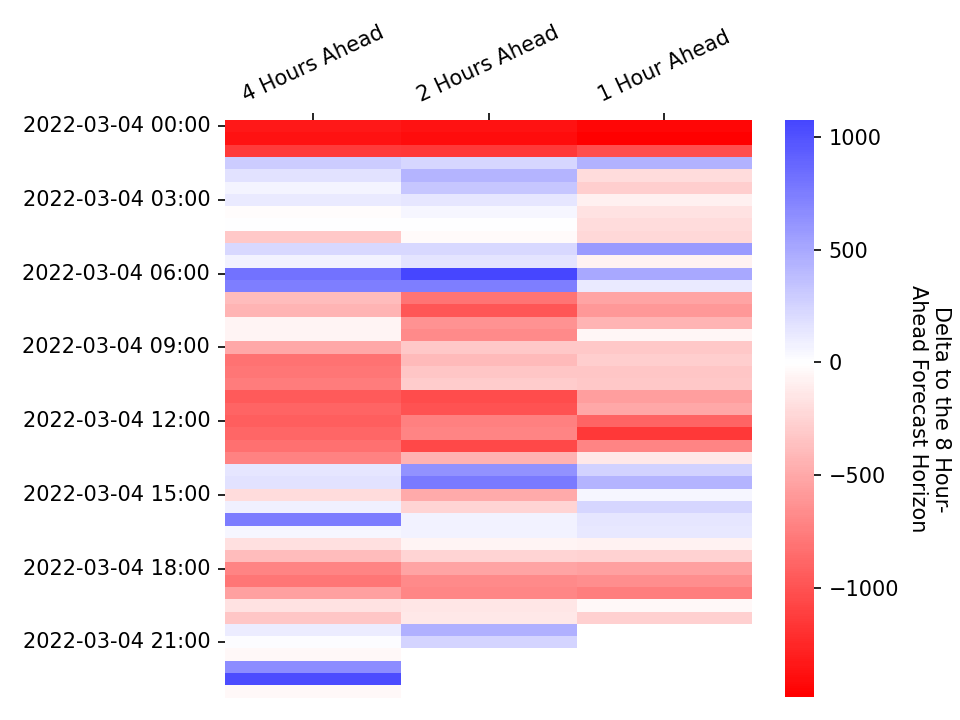 4 Hours Ahead
2 Hours Ahead
1 Hour Ahead
2022-03-04 00:00
2022-03-04 03:00
2022-03-04 06:00
2022-03-04 09:00
2022-03-04 12:00
2022-03-04 15:00
2022-03-04 18:00
2022-03-04 21:00
1000
500
0
−500
−1000
Delta to the 8 Hour-
Ahead Forecast Horizon